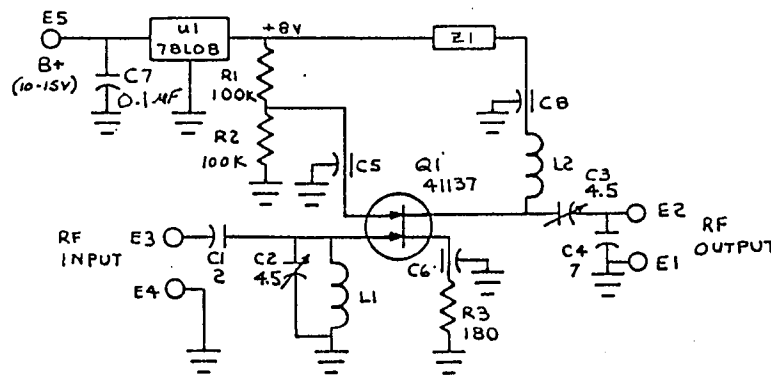 E5
B+
(10-15V)
C7
0.1 µF
U1
78L08
+8V
R1
100K
R2
100K
Z1
C8
L2
C5
Q1
41137
C3
4.5
E2
RF
OUTPUT
E1
C4
7
RF
INPUT
E3
E4
C1
2
C2
4.5
L1
C6
R3
180